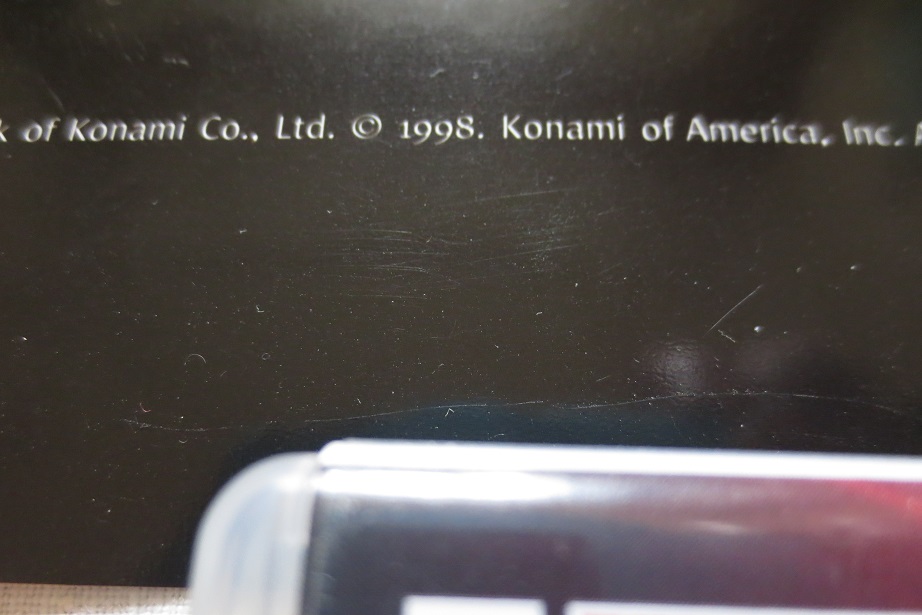 k of Konami Co., Ltd. © 1998. Konami of America, Inc.